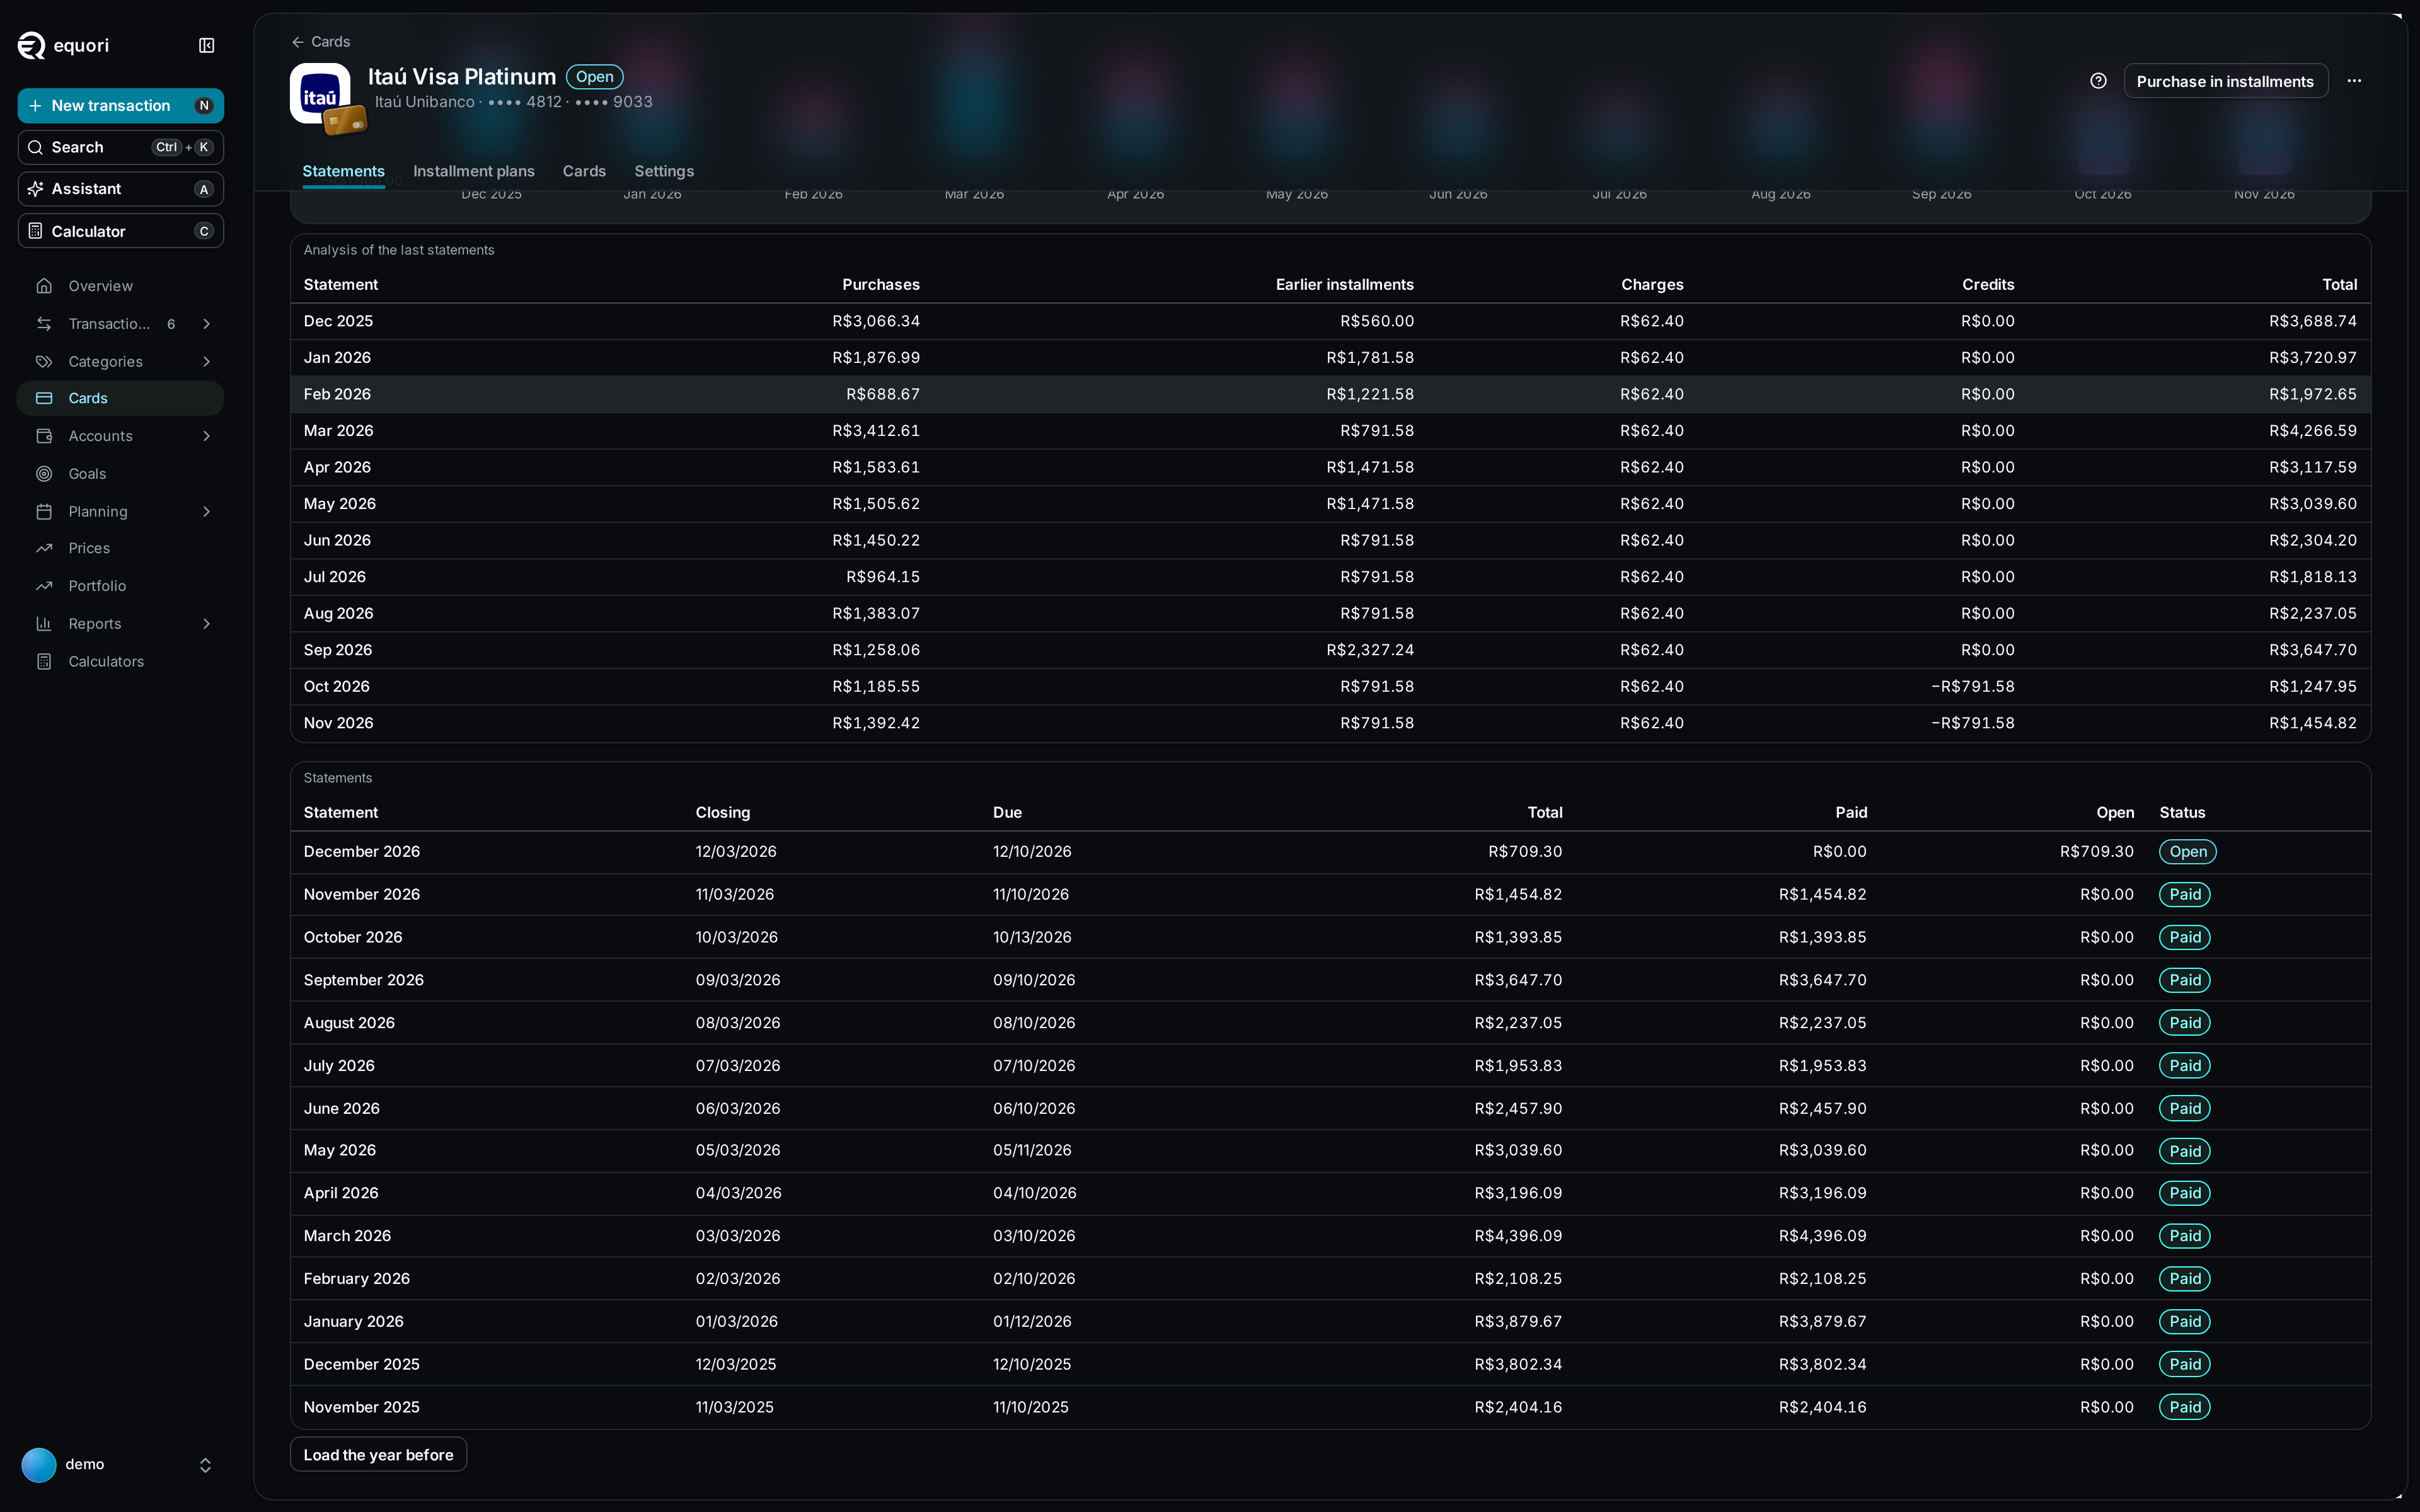 equori
New transaction N
Search Ctrl + K
Assistant A
Calculator C
Overview
Transactio... 6
Categories
Cards
Accounts
Goals
Planning
Prices
Portfolio
Reports
Calculators
demo
Cards
itaú
Itaú Visa Platinum Open
Itaú Unibanco · •••• 4812 · •••• 9033
Purchase in installments
Statements Installment plans Cards Settings
Dec 2025 Jan 2026 Feb 2026 Mar 2026 Apr 2026 May 2026 Jun 2026 Jul 2026 Aug 2026 Sep 2026 Oct 2026 Nov 2026
Analysis of the last statements
Statement Purchases Earlier installments Charges Credits Total
Dec 2025 R$3,066.34 R$560.00 R$62.40 R$0.00 R$3,688.74
Jan 2026 R$1,876.99 R$1,781.58 R$62.40 R$0.00 R$3,720.97
Feb 2026 R$688.67 R$1,221.58 R$62.40 R$0.00 R$1,972.65
Mar 2026 R$3,412.61 R$791.58 R$62.40 R$0.00 R$4,266.59
Apr 2026 R$1,583.61 R$1,471.58 R$62.40 R$0.00 R$3,117.59
May 2026 R$1,505.62 R$1,471.58 R$62.40 R$0.00 R$3,039.60
Jun 2026 R$1,450.22 R$791.58 R$62.40 R$0.00 R$2,304.20
Jul 2026 R$964.15 R$791.58 R$62.40 R$0.00 R$1,818.13
Aug 2026 R$1,383.07 R$791.58 R$62.40 R$0.00 R$2,237.05
Sep 2026 R$1,258.06 R$2,327.24 R$62.40 R$0.00 R$3,647.70
Oct 2026 R$1,185.55 R$791.58 R$62.40 −R$791.58 R$1,247.95
Nov 2026 R$1,392.42 R$791.58 R$62.40 −R$791.58 R$1,454.82
Statements
Statement Closing Due Total Paid Open Status
December 2026 12/03/2026 12/10/2026 R$709.30 R$0.00 R$709.30 Open
November 2026 11/03/2026 11/10/2026 R$1,454.82 R$1,454.82 R$0.00 Paid
October 2026 10/03/2026 10/13/2026 R$1,393.85 R$1,393.85 R$0.00 Paid
September 2026 09/03/2026 09/10/2026 R$3,647.70 R$3,647.70 R$0.00 Paid
August 2026 08/03/2026 08/10/2026 R$2,237.05 R$2,237.05 R$0.00 Paid
July 2026 07/03/2026 07/10/2026 R$1,953.83 R$1,953.83 R$0.00 Paid
June 2026 06/03/2026 06/10/2026 R$2,457.90 R$2,457.90 R$0.00 Paid
May 2026 05/03/2026 05/11/2026 R$3,039.60 R$3,039.60 R$0.00 Paid
April 2026 04/03/2026 04/10/2026 R$3,196.09 R$3,196.09 R$0.00 Paid
March 2026 03/03/2026 03/10/2026 R$4,396.09 R$4,396.09 R$0.00 Paid
February 2026 02/03/2026 02/10/2026 R$2,108.25 R$2,108.25 R$0.00 Paid
January 2026 01/03/2026 01/12/2026 R$3,879.67 R$3,879.67 R$0.00 Paid
December 2025 12/03/2025 12/10/2025 R$3,802.34 R$3,802.34 R$0.00 Paid
November 2025 11/03/2025 11/10/2025 R$2,404.16 R$2,404.16 R$0.00 Paid
Load the year before